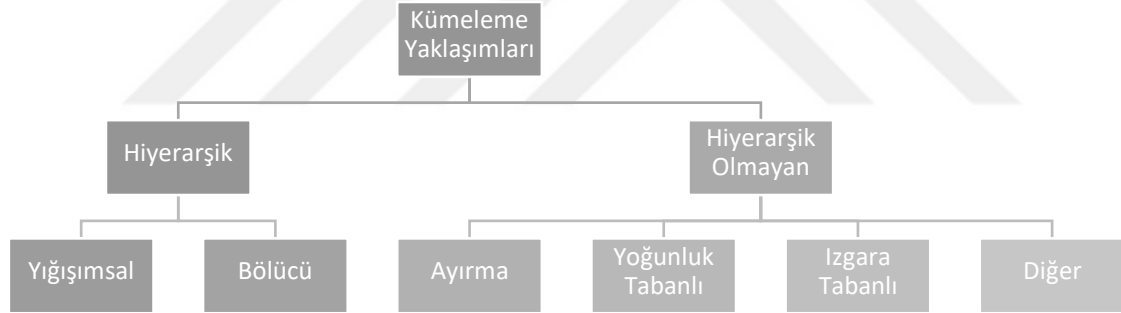 Kümeleme
Yaklaşımları
Hiyerarşik
Hiyerarşik
Olmayan
Yığışımsal
Bölücü
Ayırma
Yoğunluk
Tabanlı
Izgara
Tabanlı
Diğer